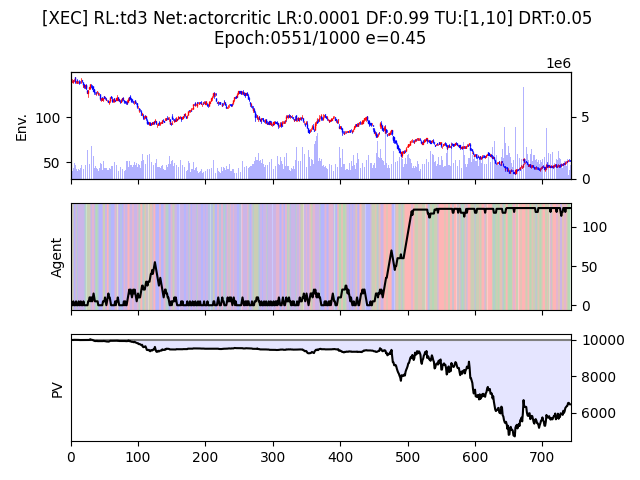 [XEC] RL:td3 Net:actorcritic LR:0.0001 DF:0.99 TU:[1,10] DRT:0.05
Epoch:0551/1000 e=0.45
1e6
Env.
100
50
5
0
Agent
100
50
0
PV
10000
8000
6000
0 100 200 300 400 500 600 700